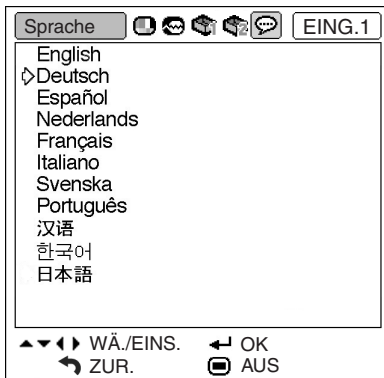 Sprache EING.1
English
Deutsch
Español
Nederlands
Français
Italiano
Svenska
Português
汉语
한국어
日本語
WÄ./EINS. OK
ZUR. AUS